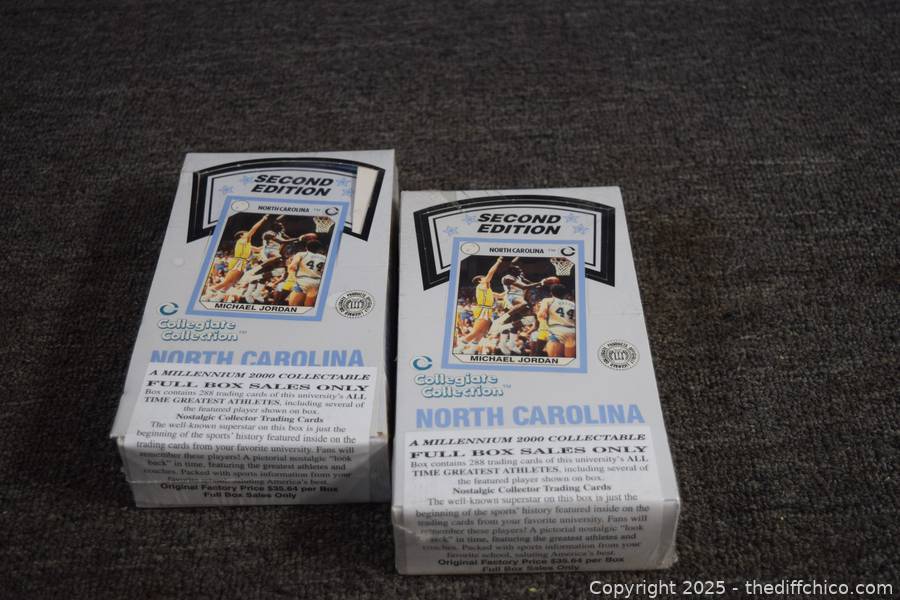 SECOND
EDITION
NORTH CAROLINA ™
44
MICHAEL JORDAN
Collegiate
Collection™
NORTH CAROLINA
A MILLENNIUM 2000 COLLECTABLE
FULL BOX SALES ONLY
Box contains 288 trading cards of this university's ALL
TIME GREATEST ATHLETES, including several of
the featured player shown on box.
Nostalgic Collector Trading Cards
The well-known superstar on this box is just the
beginning of the sports' history featured inside on the
trading cards from your favorite university. Fans will
remember these players! A pictorial nostalgic "look
back" in time, featuring the greatest athletes and
coaches. Packed with sports information from your
favorite school, saluting America's best.
Original Factory Price $35.64 per Box
Full Box Sales Only
SECOND
EDITION
NORTH CAROLINA ™
44
MICHAEL JORDAN
Collegiate
Collection™
NORTH CAROLINA
A MILLENNIUM 2000 COLLECTABLE
FULL BOX SALES ONLY
Box contains 288 trading cards of this university's ALL
TIME GREATEST ATHLETES, including several of
the featured player shown on box.
Nostalgic Collector Trading Cards
The well-known superstar on this box is just the
beginning of the sports' history featured inside on the
trading cards from your favorite university. Fans will
remember these players! A pictorial nostalgic "look
back" in time, featuring the greatest athletes and
coaches. Packed with sports information from your
favorite school, saluting America's best.
Original Factory Price $35.64 per Box
Full Box Sales Only
Copyright 2025 - thediffchico.com